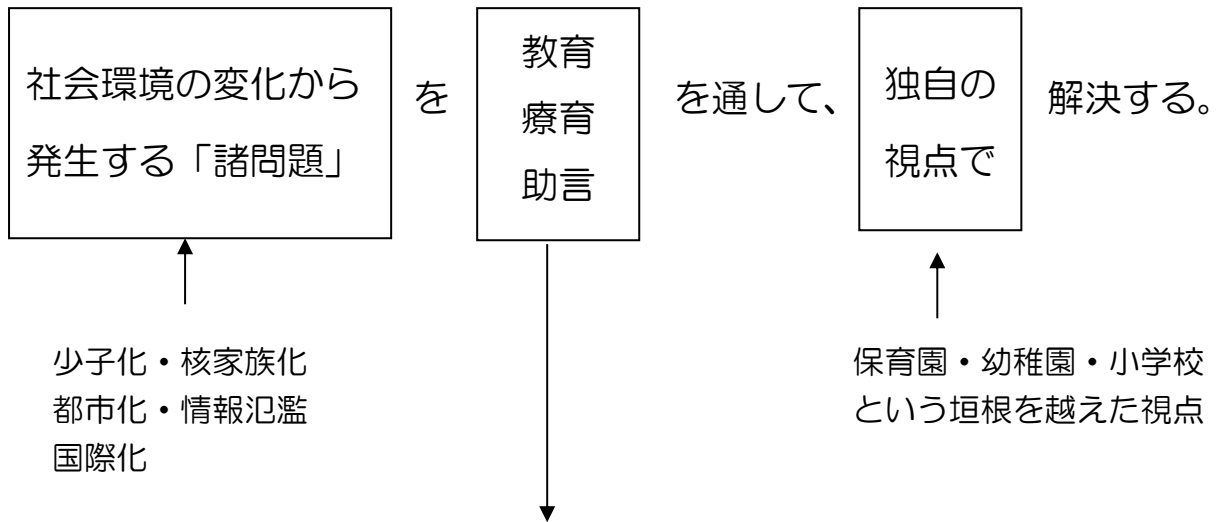 社会環境の変化から
発生する「諸問題」
を
教育
療育
助言
を通して、
独自の
視点で
解決する。
少子化・核家族化
都市化・情報氾濫
国際化
保育園・幼稚園・小学校
という垣根を越えた視点